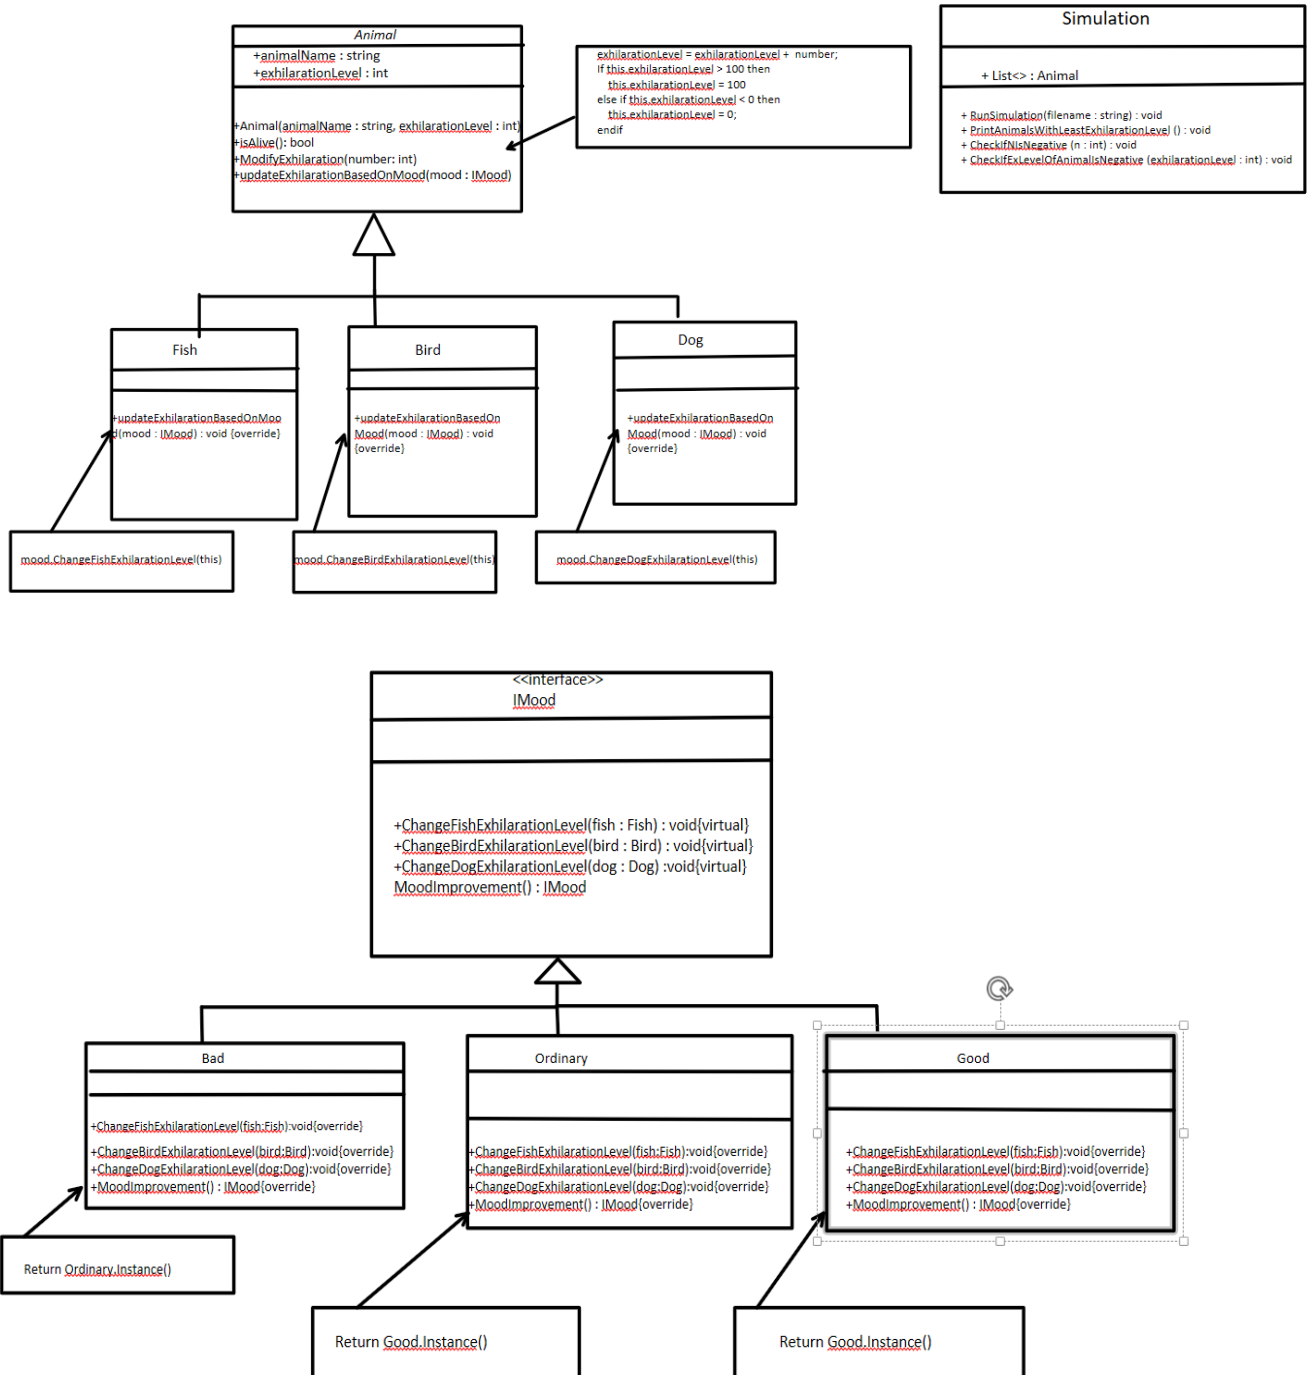 Animal
+animalName : string
+exhilarationLevel : int
+Animal(animalName : string, exhilarationLevel : int)
+isAlive(): bool
+ModifyExhilaration(number: int)
+updateExhilarationBasedOnMood(mood : IMood)
exhilarationLevel = exhilarationLevel + number;
If this.exhilarationLevel > 100 then
this.exhilarationLevel = 100
else if this.exhilarationLevel < 0 then
this.exhilarationLevel = 0;
endif
Simulation
+ List<> : Animal
+ RunSimulation(filename : string) : void
+ PrintAnimalsWithLeastExhilarationLevel () : void
+ CheckIfNIsNegative (n : int) : void
+ CheckIfExLevelOfAnimalIsNegative (exhilarationLevel : int) : void
Fish
+updateExhilarationBasedOnMoo
d(mood : IMood) : void {override}
Bird
+updateExhilarationBasedOn
Mood(mood : IMood) : void
{override}
Dog
+updateExhilarationBasedOn
Mood(mood : IMood) : void
{override}
mood.ChangeFishExhilarationLevel(this)
mood.ChangeBirdExhilarationLevel(this)
mood.ChangeDogExhilarationLevel(this)
<<interface>>
IMood
+ChangeFishExhilarationLevel(fish : Fish) : void{virtual}
+ChangeBirdExhilarationLevel(bird : Bird) : void{virtual}
+ChangeDogExhilarationLevel(dog : Dog) :void{virtual}
MoodImprovement() : IMood
Bad
+ChangeFishExhilarationLevel(fish:Fish):void{override}
+ChangeBirdExhilarationLevel(bird:Bird):void{override}
+ChangeDogExhilarationLevel(dog:Dog):void{override}
+MoodImprovement() : IMood{override}
Ordinary
+ChangeFishExhilarationLevel(fish:Fish):void{override}
+ChangeBirdExhilarationLevel(bird:Bird):void{override}
+ChangeDogExhilarationLevel(dog:Dog):void{override}
+MoodImprovement() : IMood{override}
Good
+ChangeFishExhilarationLevel(fish:Fish):void{override}
+ChangeBirdExhilarationLevel(bird:Bird):void{override}
+ChangeDogExhilarationLevel(dog:Dog):void{override}
+MoodImprovement() : IMood{override}
Return Ordinary.Instance()
Return Good.Instance()
Return Good.Instance()